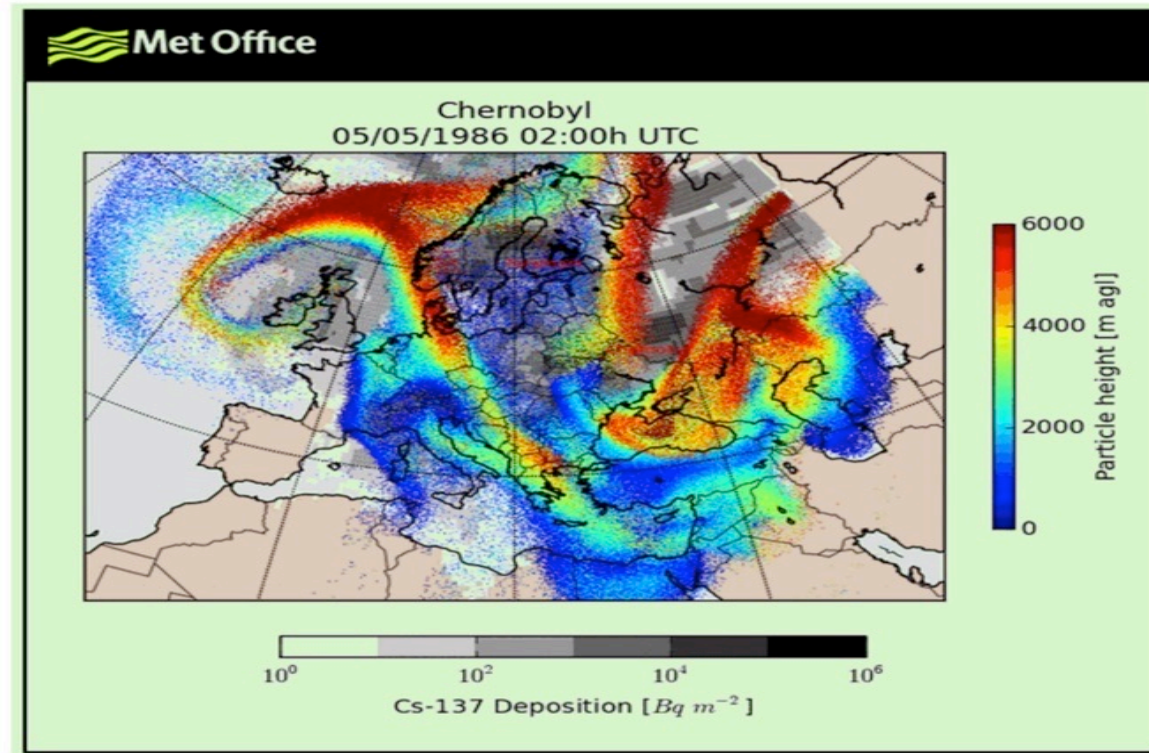 Met Office
Chernobyl
05/05/1986 02:00h UTC
6000
4000
2000
0
Particle height [m agl]
10⁰
10²
10⁴
10⁶
Cs-137 Deposition [Bq m⁻²]